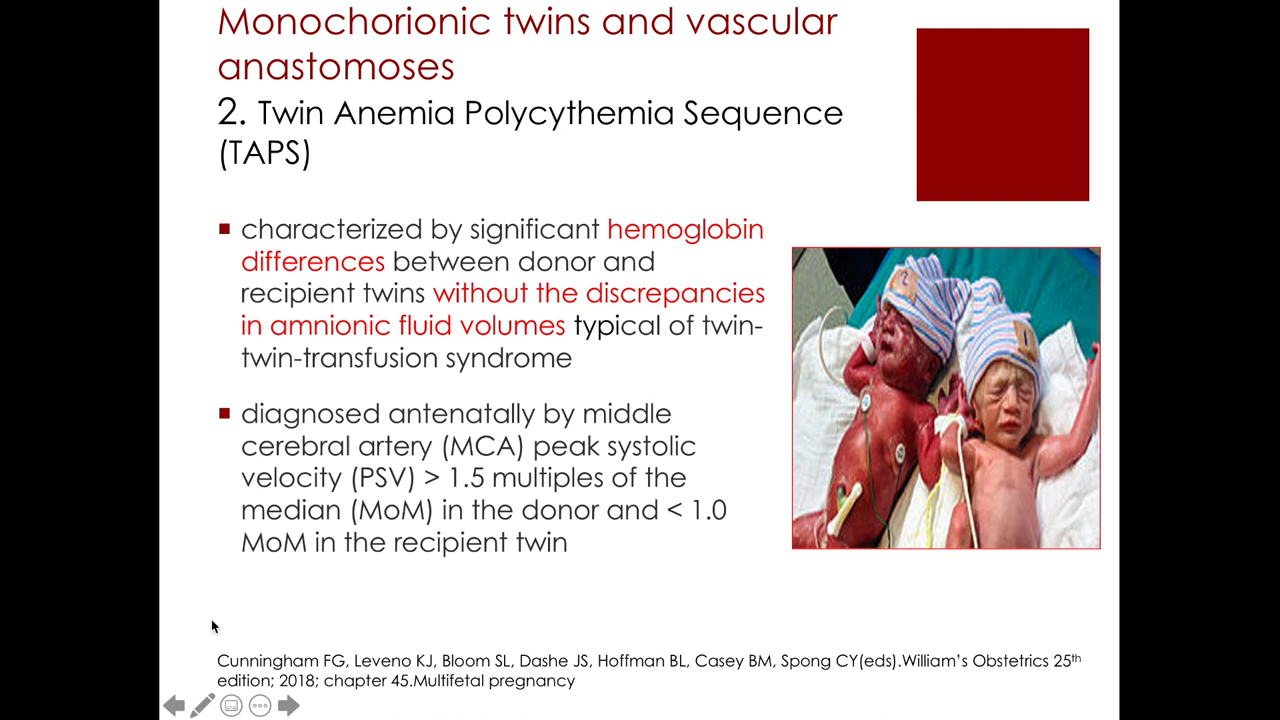 Monochorionic twins and vascular
anastomoses
2. Twin Anemia Polycythemia Sequence
(TAPS)
characterized by significant hemoglobin
differences between donor and
recipient twins without the discrepancies
in amnionic fluid volumes typical of twin-
twin-transfusion syndrome
diagnosed antenatally by middle
cerebral artery (MCA) peak systolic
velocity (PSV) > 1.5 multiples of the
median (MoM) in the donor and < 1.0
MoM in the recipient twin
2
1
Cunningham FG, Leveno KJ, Bloom SL, Dashe JS, Hoffman BL, Casey BM, Spong CY(eds).William's Obstetrics 25th
edition; 2018; chapter 45.Multifetal pregnancy